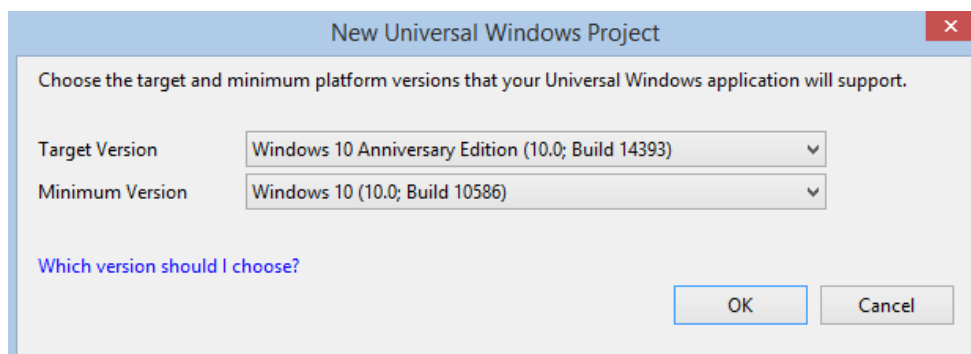 New Universal Windows Project
Choose the target and minimum platform versions that your Universal Windows application will support.
Target Version Windows 10 Anniversary Edition (10.0; Build 14393)
Minimum Version Windows 10 (10.0; Build 10586)
Which version should I choose?
OK Cancel